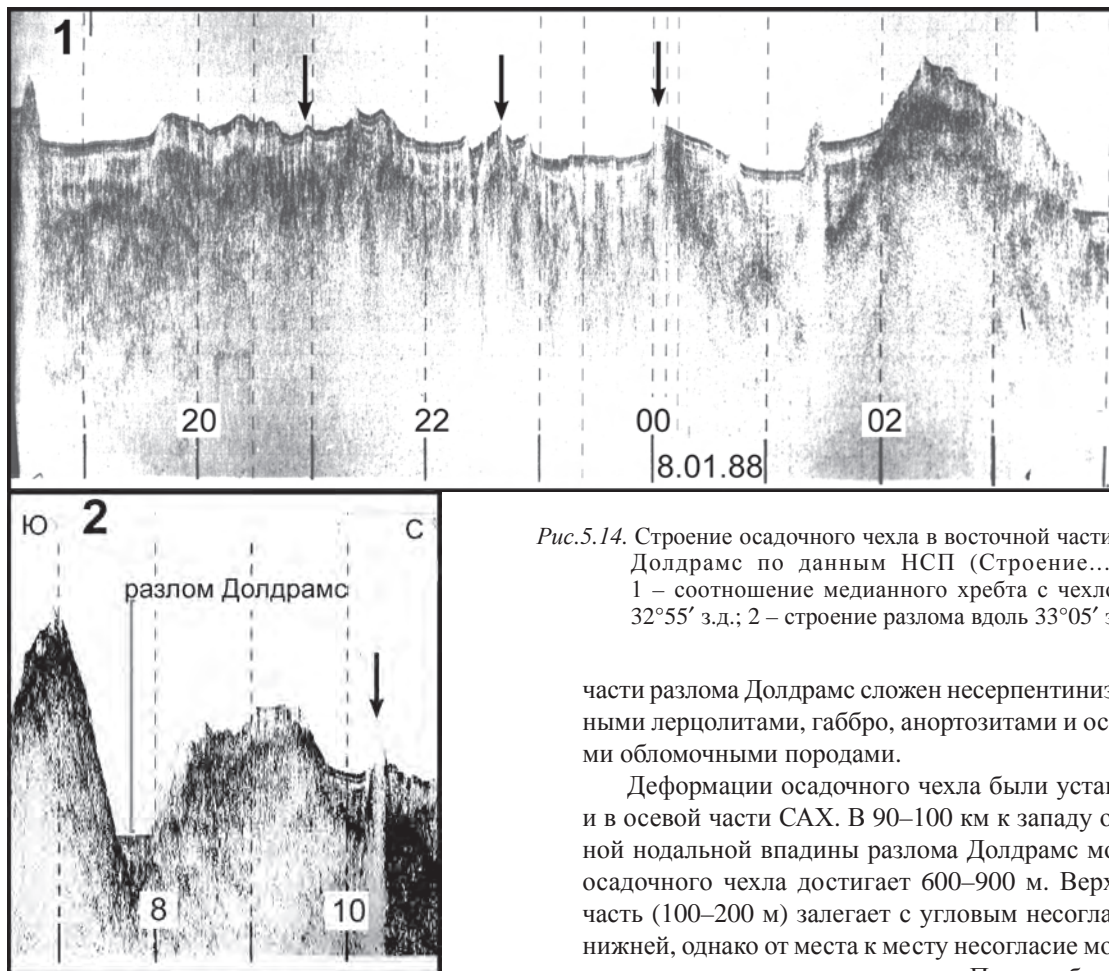 1
20
22
00
02
8.01.88
2
Ю
С
разлом Долдрамс
8
10
Рис.5.14. Строение осадочного чехла в восточной части
Долдрамс по данным НСП (Строение…
1 – соотношение медианного хребта с чехло
32°55′ з.д.; 2 – строение разлома вдоль 33°05′ з
части разлома Долдрамс сложен несерпентиниз
ными лерцолитами, габбро, анортозитами и ос
ми обломочными породами.
Деформации осадочного чехла были устан
и в осевой части САХ. В 90–100 км к западу о
ной нодальной впадины разлома Долдрамс мо
осадочного чехла достигает 600–900 м. Верх
часть (100–200 м) залегает с угловым несогла
нижней, однако от места к месту несогласие мо